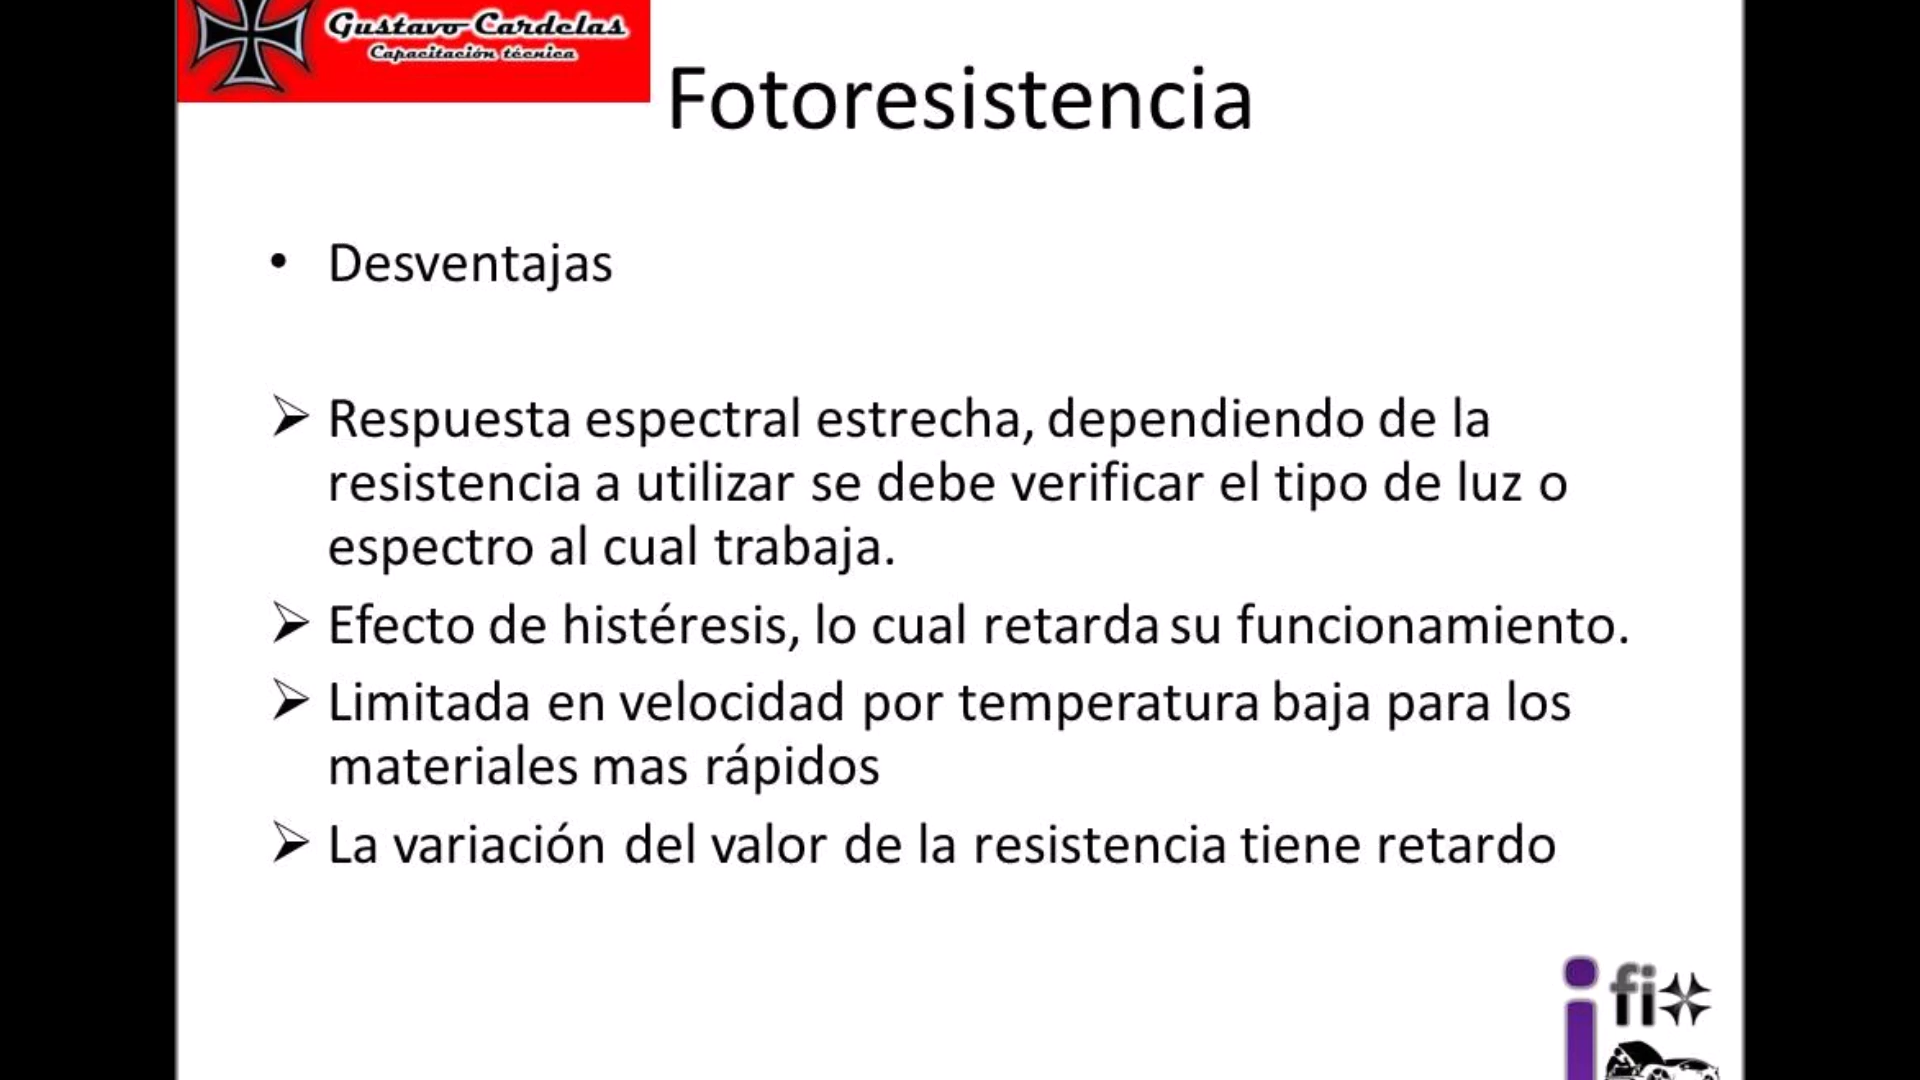 Gustavo Cardelas
Capacitación técnica
Fotoresistencia
• Desventajas
➢ Respuesta espectral estrecha, dependiendo de la
resistencia a utilizar se debe verificar el tipo de luz o
espectro al cual trabaja.
➢ Efecto de histéresis, lo cual retarda su funcionamiento.
➢ Limitada en velocidad por temperatura baja para los
materiales mas rápidos
➢ La variación del valor de la resistencia tiene retardo
i fix